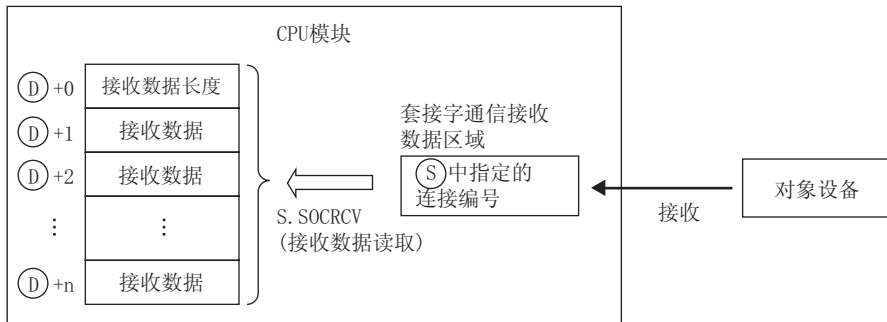 CPU模块
Ⓓ+0 接收数据长度
Ⓓ+1 接收数据
Ⓓ+2 接收数据
⋮ ⋮
Ⓓ+n 接收数据
S.SOCRCV
(接收数据读取)
套接字通信接收
数据区域
Ⓢ中指定的
连接编号
接收
对象设备